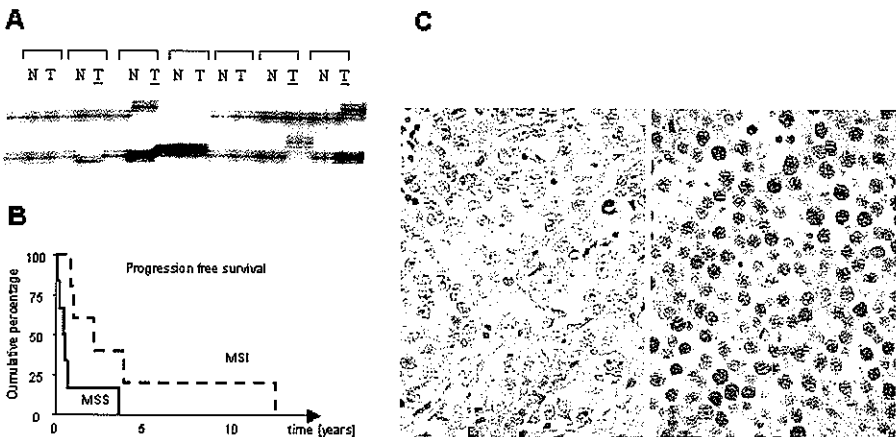 A
C
N T N T N T N T N T N T N T
B
Progression free survival
Cumulative percentage
100
75
50
25
0
MSI
MSS
0 5 10 time [years]